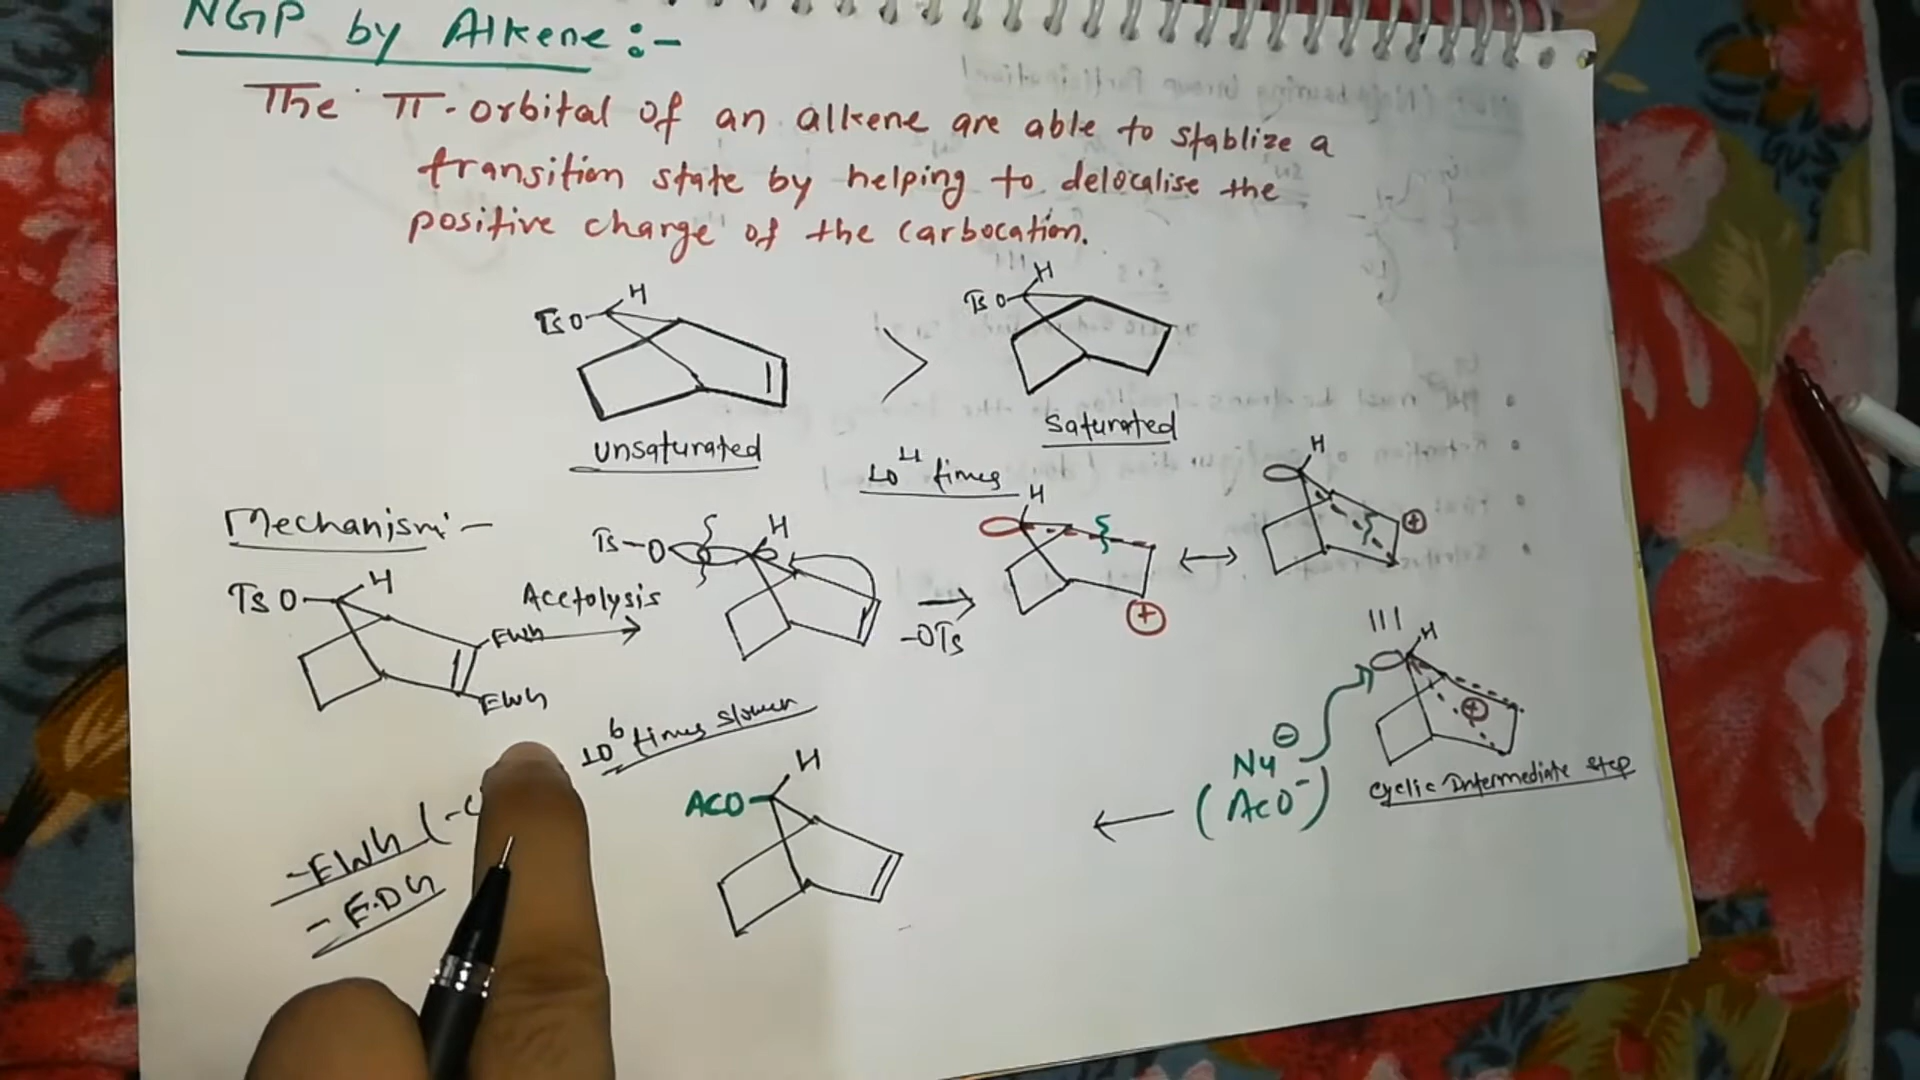 NGP by Alkene :-
The π-orbital of an alkene are able to stablize a
transition state by helping to delocalise the
positive charge of the carbocation.
TsO H
TsO H
>
unsaturated
Saturated
10¹¹ times
Mechanism:-
TsO H
EWG
EWG
Acetolysis
Ts-O H
-OTs
H
⊕
↔
H
⊕
|||
H
⊕
Cyclic Intermediate step
Nu⊖
(AcO⁻)
10⁶ times slower
ACO H
-EWG (-
- EDG